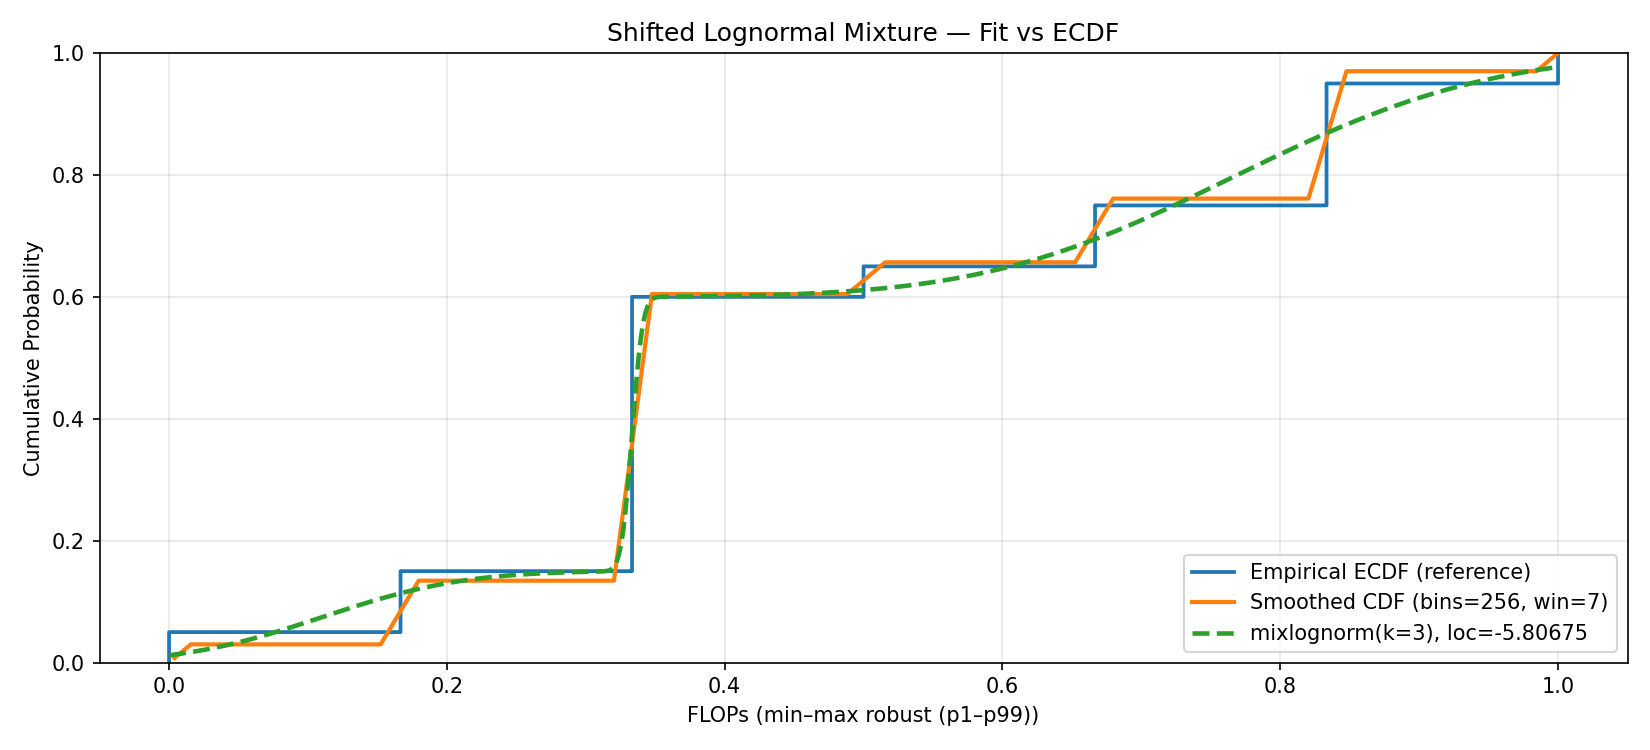 Shifted Lognormal Mixture — Fit vs ECDF
1.0
0.8
0.6
0.4
0.2
0.0
Cumulative Probability
Empirical ECDF (reference)
Smoothed CDF (bins=256, win=7)
mixlognorm(k=3), loc=-5.80675
0.0 0.2 0.4 0.6 0.8 1.0
FLOPs (min–max robust (p1–p99))